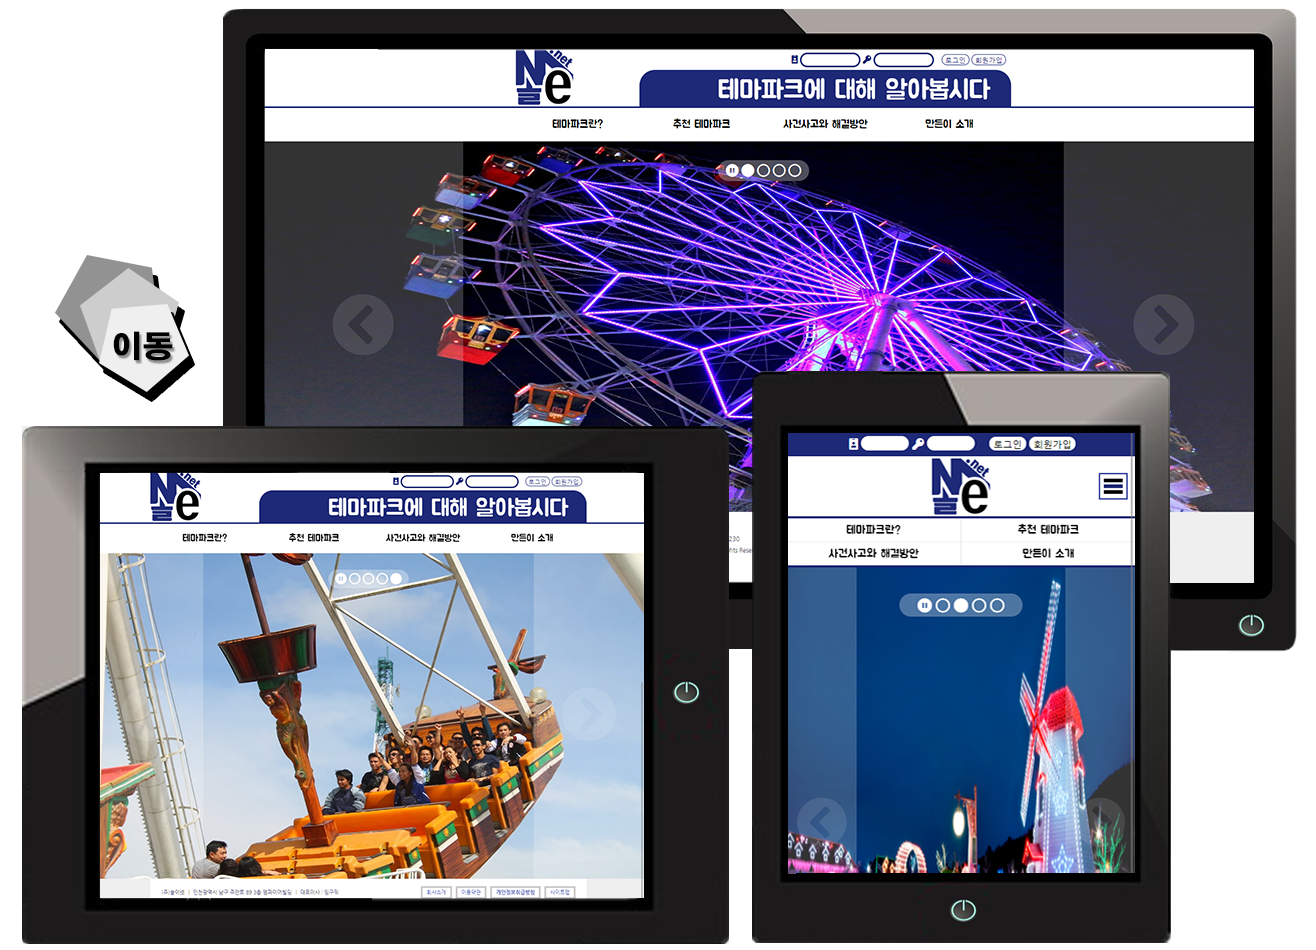 .net
Me
로그인
회원가입
테마파크에 대해 알아봅시다
테마파크란?
추천 테마파크
사건사고와 해결방안
만든이 소개
이동
.net
Me
로그인
회원가입
테마파크에 대해 알아봅시다
테마파크란?
추천 테마파크
사건사고와 해결방안
만든이 소개
회사소개
이용약관
개인정보취급방침
사이트맵
로그인
회원가입
.net
Me
테마파크란?
추천 테마파크
사건사고와 해결방안
만든이 소개
230
hts Rese